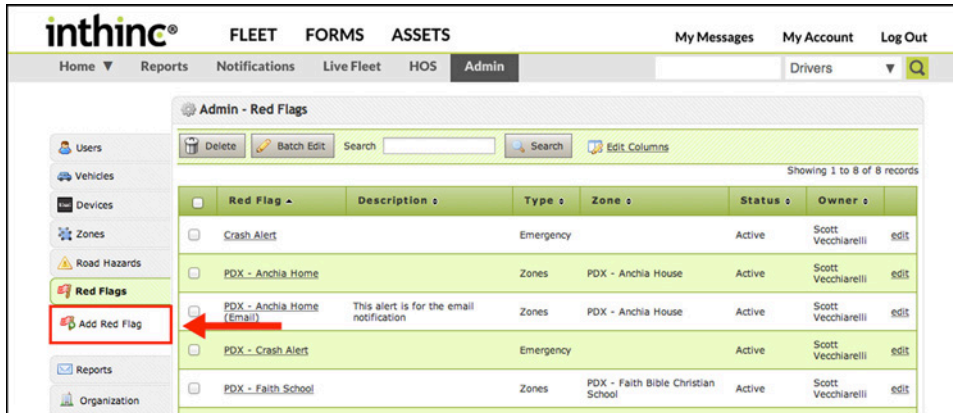 inthinc®
FLEET FORMS ASSETS
My Messages My Account Log Out
Home ▼ Reports Notifications Live Fleet HOS Admin
Drivers ▼
Admin - Red Flags
Delete Batch Edit Search Search Edit Columns
Showing 1 to 8 of 8 records
Users
Vehicles
Devices
Zones
Road Hazards
Red Flags
Add Red Flag
Reports
Organization
Red Flag Description Type Zone Status Owner
Crash Alert Emergency Active Scott
Vecchiarelli edit
PDX - Anchia Home Zones PDX - Anchia House Active Scott
Vecchiarelli edit
PDX - Anchia Home
(Email) This alert is for the email
notification Zones PDX - Anchia House Active Scott
Vecchiarelli edit
PDX - Crash Alert Emergency Active Scott
Vecchiarelli edit
PDX - Faith School Zones PDX - Faith Bible Christian
School Active Scott
Vecchiarelli edit